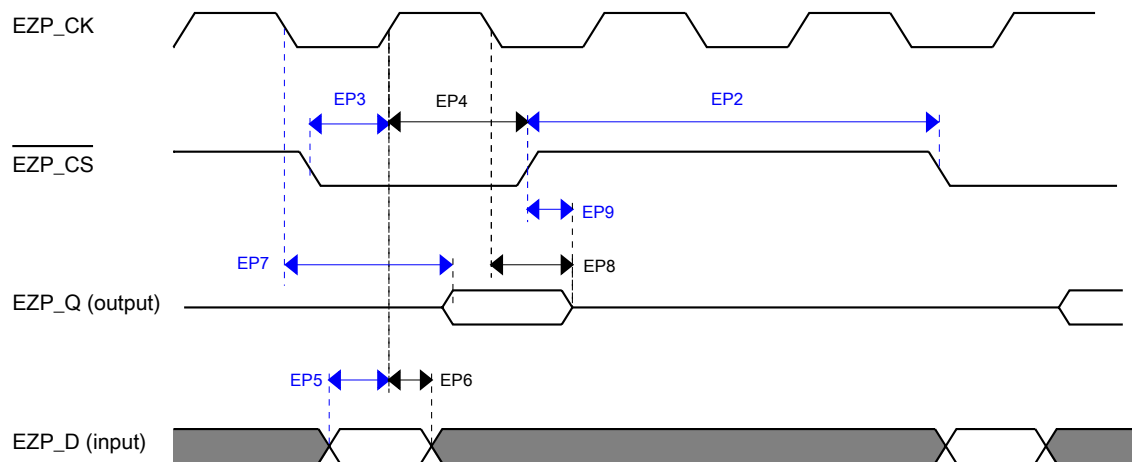 EZP_CK
EP3
EP4
EP2
EZP_CS
EP9
EP7
EP8
EZP_Q (output)
EP5
EP6
EZP_D (input)